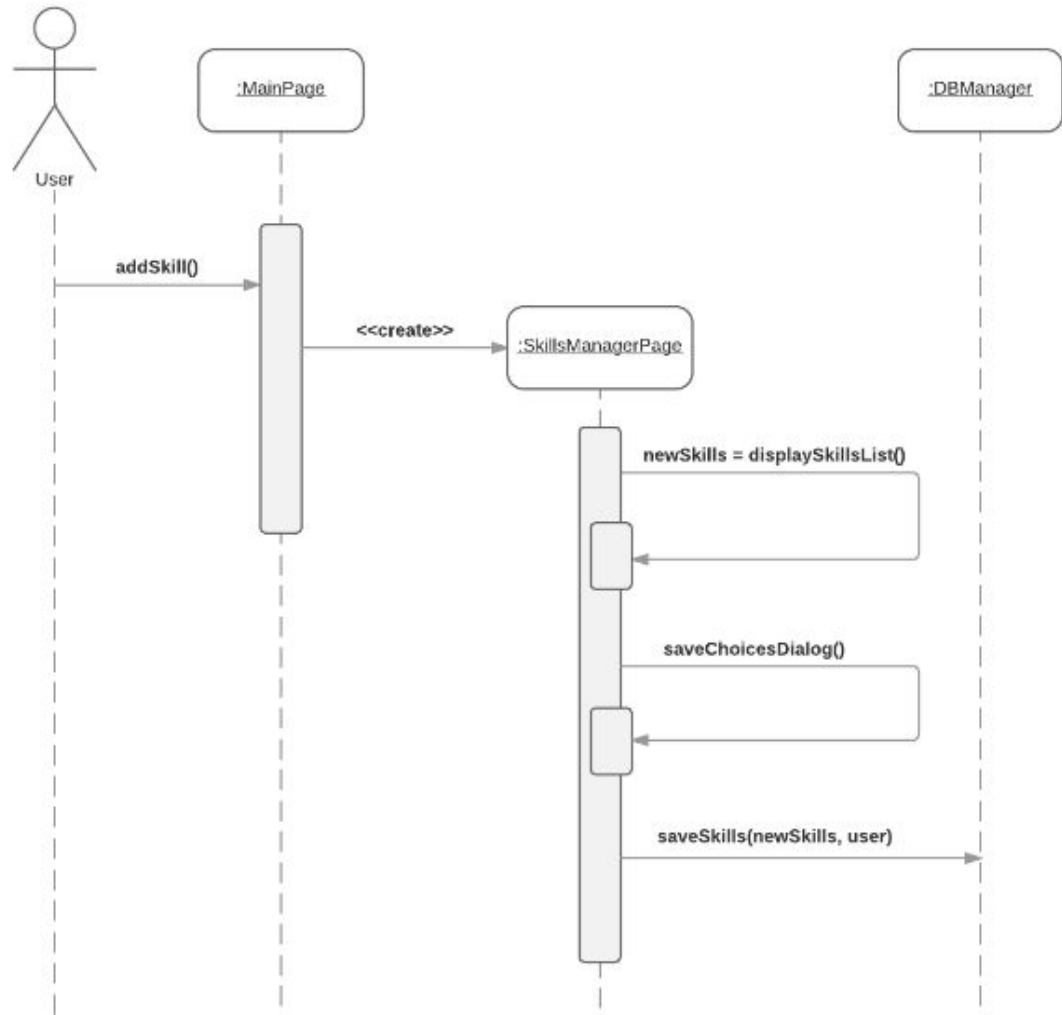 :MainPage
:DBManager
User
addSkill()
<<create>>
:SkillsManagerPage
newSkills = displaySkillsList()
saveChoicesDialog()
saveSkills(newSkills, user)